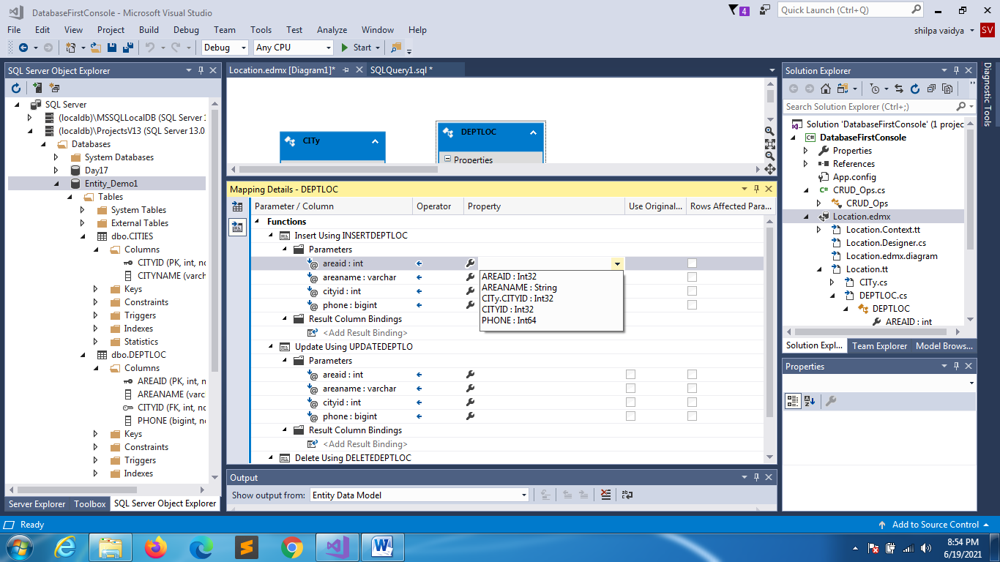 DatabaseFirstConsole - Microsoft Visual Studio
4
Quick Launch (Ctrl+Q)
File Edit View Project Build Debug Team Tools Test Analyze Window Help
shilpa vaidya
SV
Debug Any CPU Start
SQL Server Object Explorer
SQL Server
(localdb)\MSSQLLocalDB (SQL Server 1
(localdb)\ProjectsV13 (SQL Server 13.0
Databases
System Databases
Day17
Entity_Demo1
Tables
System Tables
External Tables
dbo.CITIES
Columns
CITYID (PK, int, no
CITYNAME (varch
Keys
Constraints
Triggers
Indexes
Statistics
dbo.DEPTLOC
Columns
AREAID (PK, int, n
AREANAME (varc
CITYID (FK, int, no
PHONE (bigint, no
Keys
Constraints
Triggers
Indexes
Server Explorer Toolbox SQL Server Object Explorer
Location.edmx [Diagram1]* SQLQuery1.sql *
CITy
DEPTLOC
Properties
Mapping Details - DEPTLOC
Parameter / Column Operator Property Use Original... Rows Affected Para...
Functions
Insert Using INSERTDEPTLOC
Parameters
areaid : int
areaname : varchar
cityid : int
phone : bigint
AREAID : Int32
AREANAME : String
CITy.CITYID : Int32
CITYID : Int32
PHONE : Int64
Result Column Bindings
<Add Result Binding>
Update Using UPDATEDEPTLO
Parameters
areaid : int
areaname : varchar
cityid : int
phone : bigint
Result Column Bindings
<Add Result Binding>
Delete Using DELETEDEPTLOC
Output
Show output from: Entity Data Model
Solution Explorer
Search Solution Explorer (Ctrl+;)
Solution 'DatabaseFirstConsole' (1 projec
DatabaseFirstConsole
Properties
References
App.config
CRUD_Ops.cs
CRUD_Ops
Location.edmx
Location.Context.tt
Location.Designer.cs
Location.edmx.diagram
Location.tt
CITy.cs
DEPTLOC.cs
DEPTLOC
AREAID : int
Solution Expl... Team Explorer Model Brows...
Properties
Diagnostic Tools
Ready
Add to Source Control
8:54 PM
6/19/2021